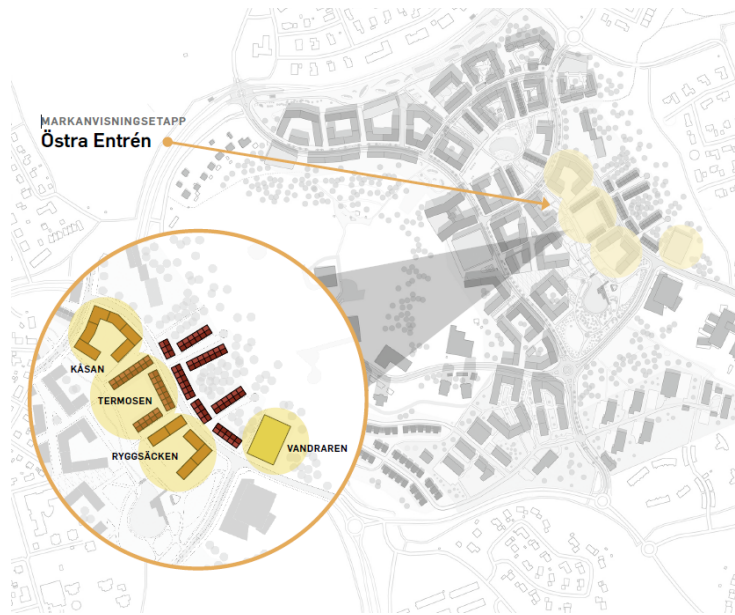 MARKANVISNINGSETAPP
Östra Entrén
KÅSAN
TERMOSEN
RYGGSÄCKEN
VANDRAREN